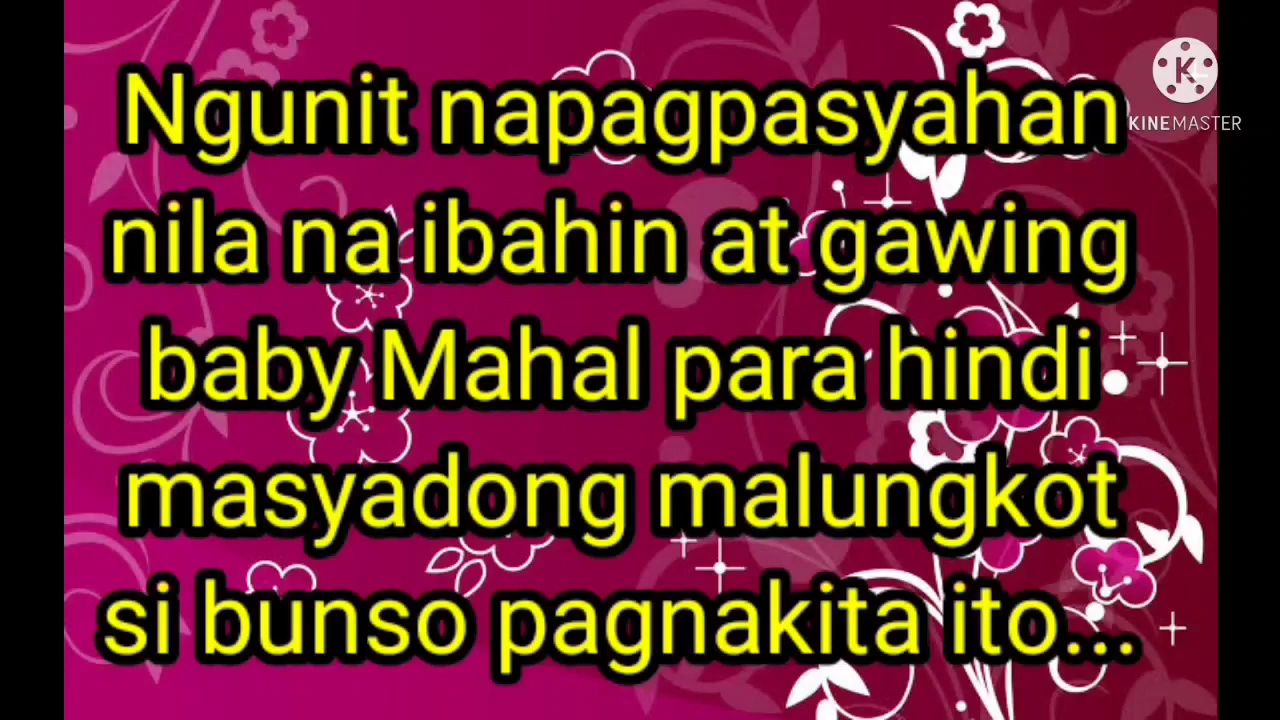 Ngunit napagpasyahan
nila na ibahin at gawing
baby Mahal para hindi
masyadong malungkot
si bunso pagnakita ito...
K
KINEMASTER